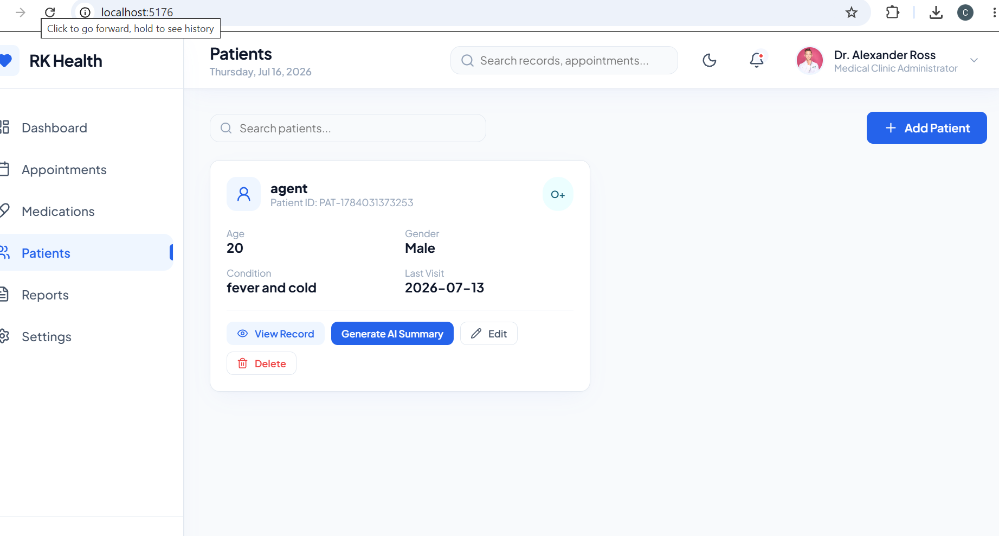 localhost:5176
C
Click to go forward, hold to see history
RK Health
Patients
Thursday, Jul 16, 2026
Search records, appointments...
Dr. Alexander Ross
Medical Clinic Administrator
Dashboard
Appointments
Medications
Patients
Reports
Settings
Search patients...
+ Add Patient
agent
Patient ID: PAT-1784031373253
O+
Age
20
Gender
Male
Condition
fever and cold
Last Visit
2026-07-13
View Record
Generate AI Summary
Edit
Delete